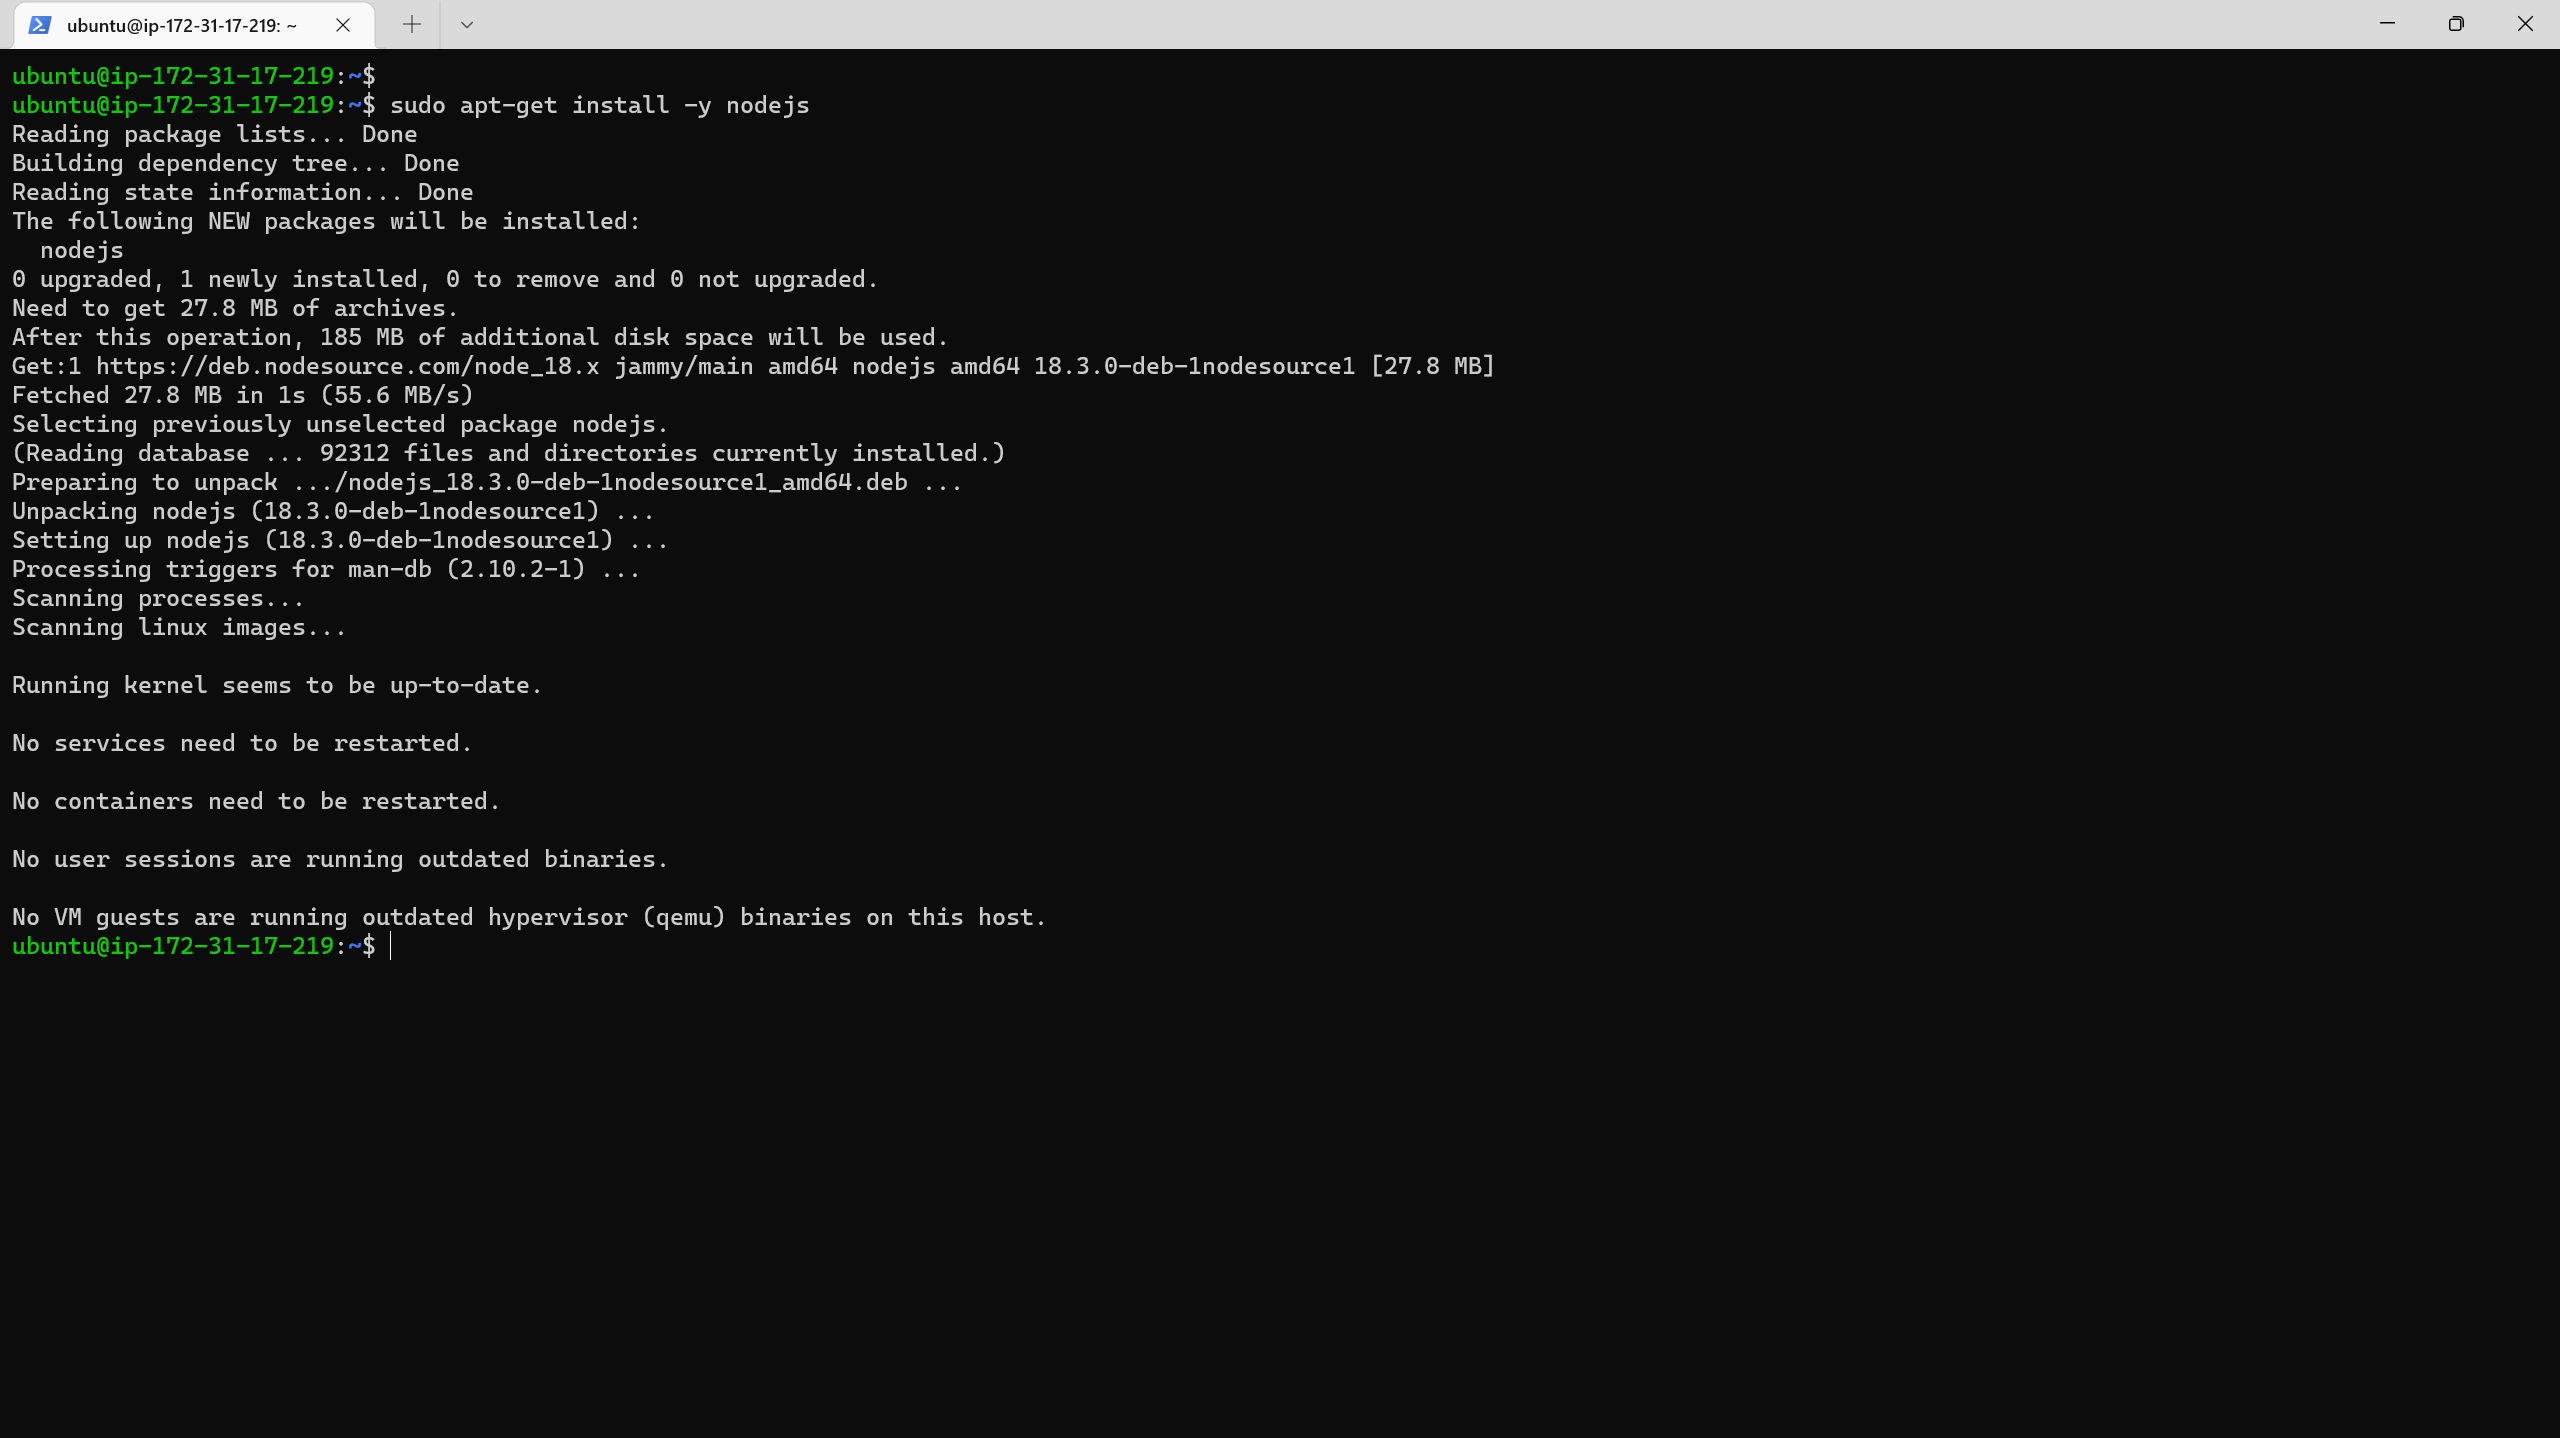 ubuntu@ip-172-31-17-219: ~
ubuntu@ip-172-31-17-219:~$
ubuntu@ip-172-31-17-219:~$ sudo apt-get install -y nodejs
Reading package lists... Done
Building dependency tree... Done
Reading state information... Done
The following NEW packages will be installed:
  nodejs
0 upgraded, 1 newly installed, 0 to remove and 0 not upgraded.
Need to get 27.8 MB of archives.
After this operation, 185 MB of additional disk space will be used.
Get:1 https://deb.nodesource.com/node_18.x jammy/main amd64 nodejs amd64 18.3.0-deb-1nodesource1 [27.8 MB]
Fetched 27.8 MB in 1s (55.6 MB/s)
Selecting previously unselected package nodejs.
(Reading database ... 92312 files and directories currently installed.)
Preparing to unpack .../nodejs_18.3.0-deb-1nodesource1_amd64.deb ...
Unpacking nodejs (18.3.0-deb-1nodesource1) ...
Setting up nodejs (18.3.0-deb-1nodesource1) ...
Processing triggers for man-db (2.10.2-1) ...
Scanning processes...
Scanning linux images...
Running kernel seems to be up-to-date.
No services need to be restarted.
No containers need to be restarted.
No user sessions are running outdated binaries.
No VM guests are running outdated hypervisor (qemu) binaries on this host.
ubuntu@ip-172-31-17-219:~$